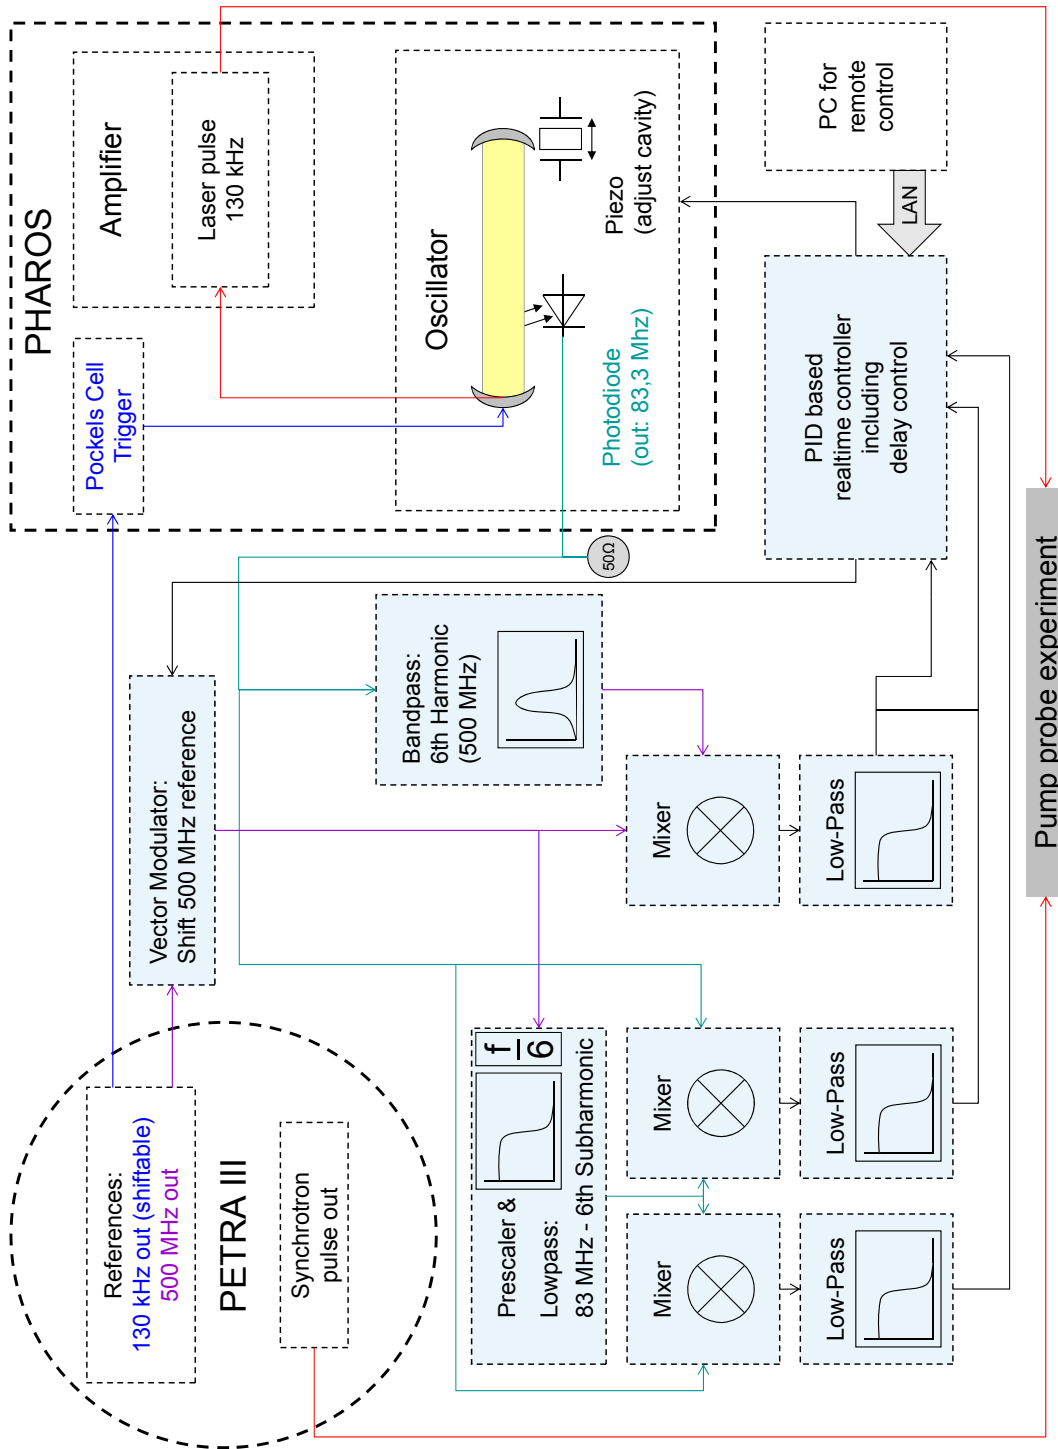 PETRA III
References:
130 kHz out (shiftable)
500 MHz out
Synchrotron
pulse out
Vector Modulator:
Shift 500 MHz reference
PHAROS
Pockels Cell
Trigger
Amplifier
Laser pulse
130 kHz
Oscillator
Photodiode
(out: 83,3 Mhz)
Piezo
(adjust cavity)
50Ω
Bandpass:
6th Harmonic
(500 MHz)
Prescaler &
Lowpass:
83 MHz - 6th Subharmonic
f
6
Mixer
Mixer
Mixer
Low-Pass
Low-Pass
Low-Pass
PC for
remote
control
LAN
PID based
realtime controller
including
delay control
Pump probe experiment